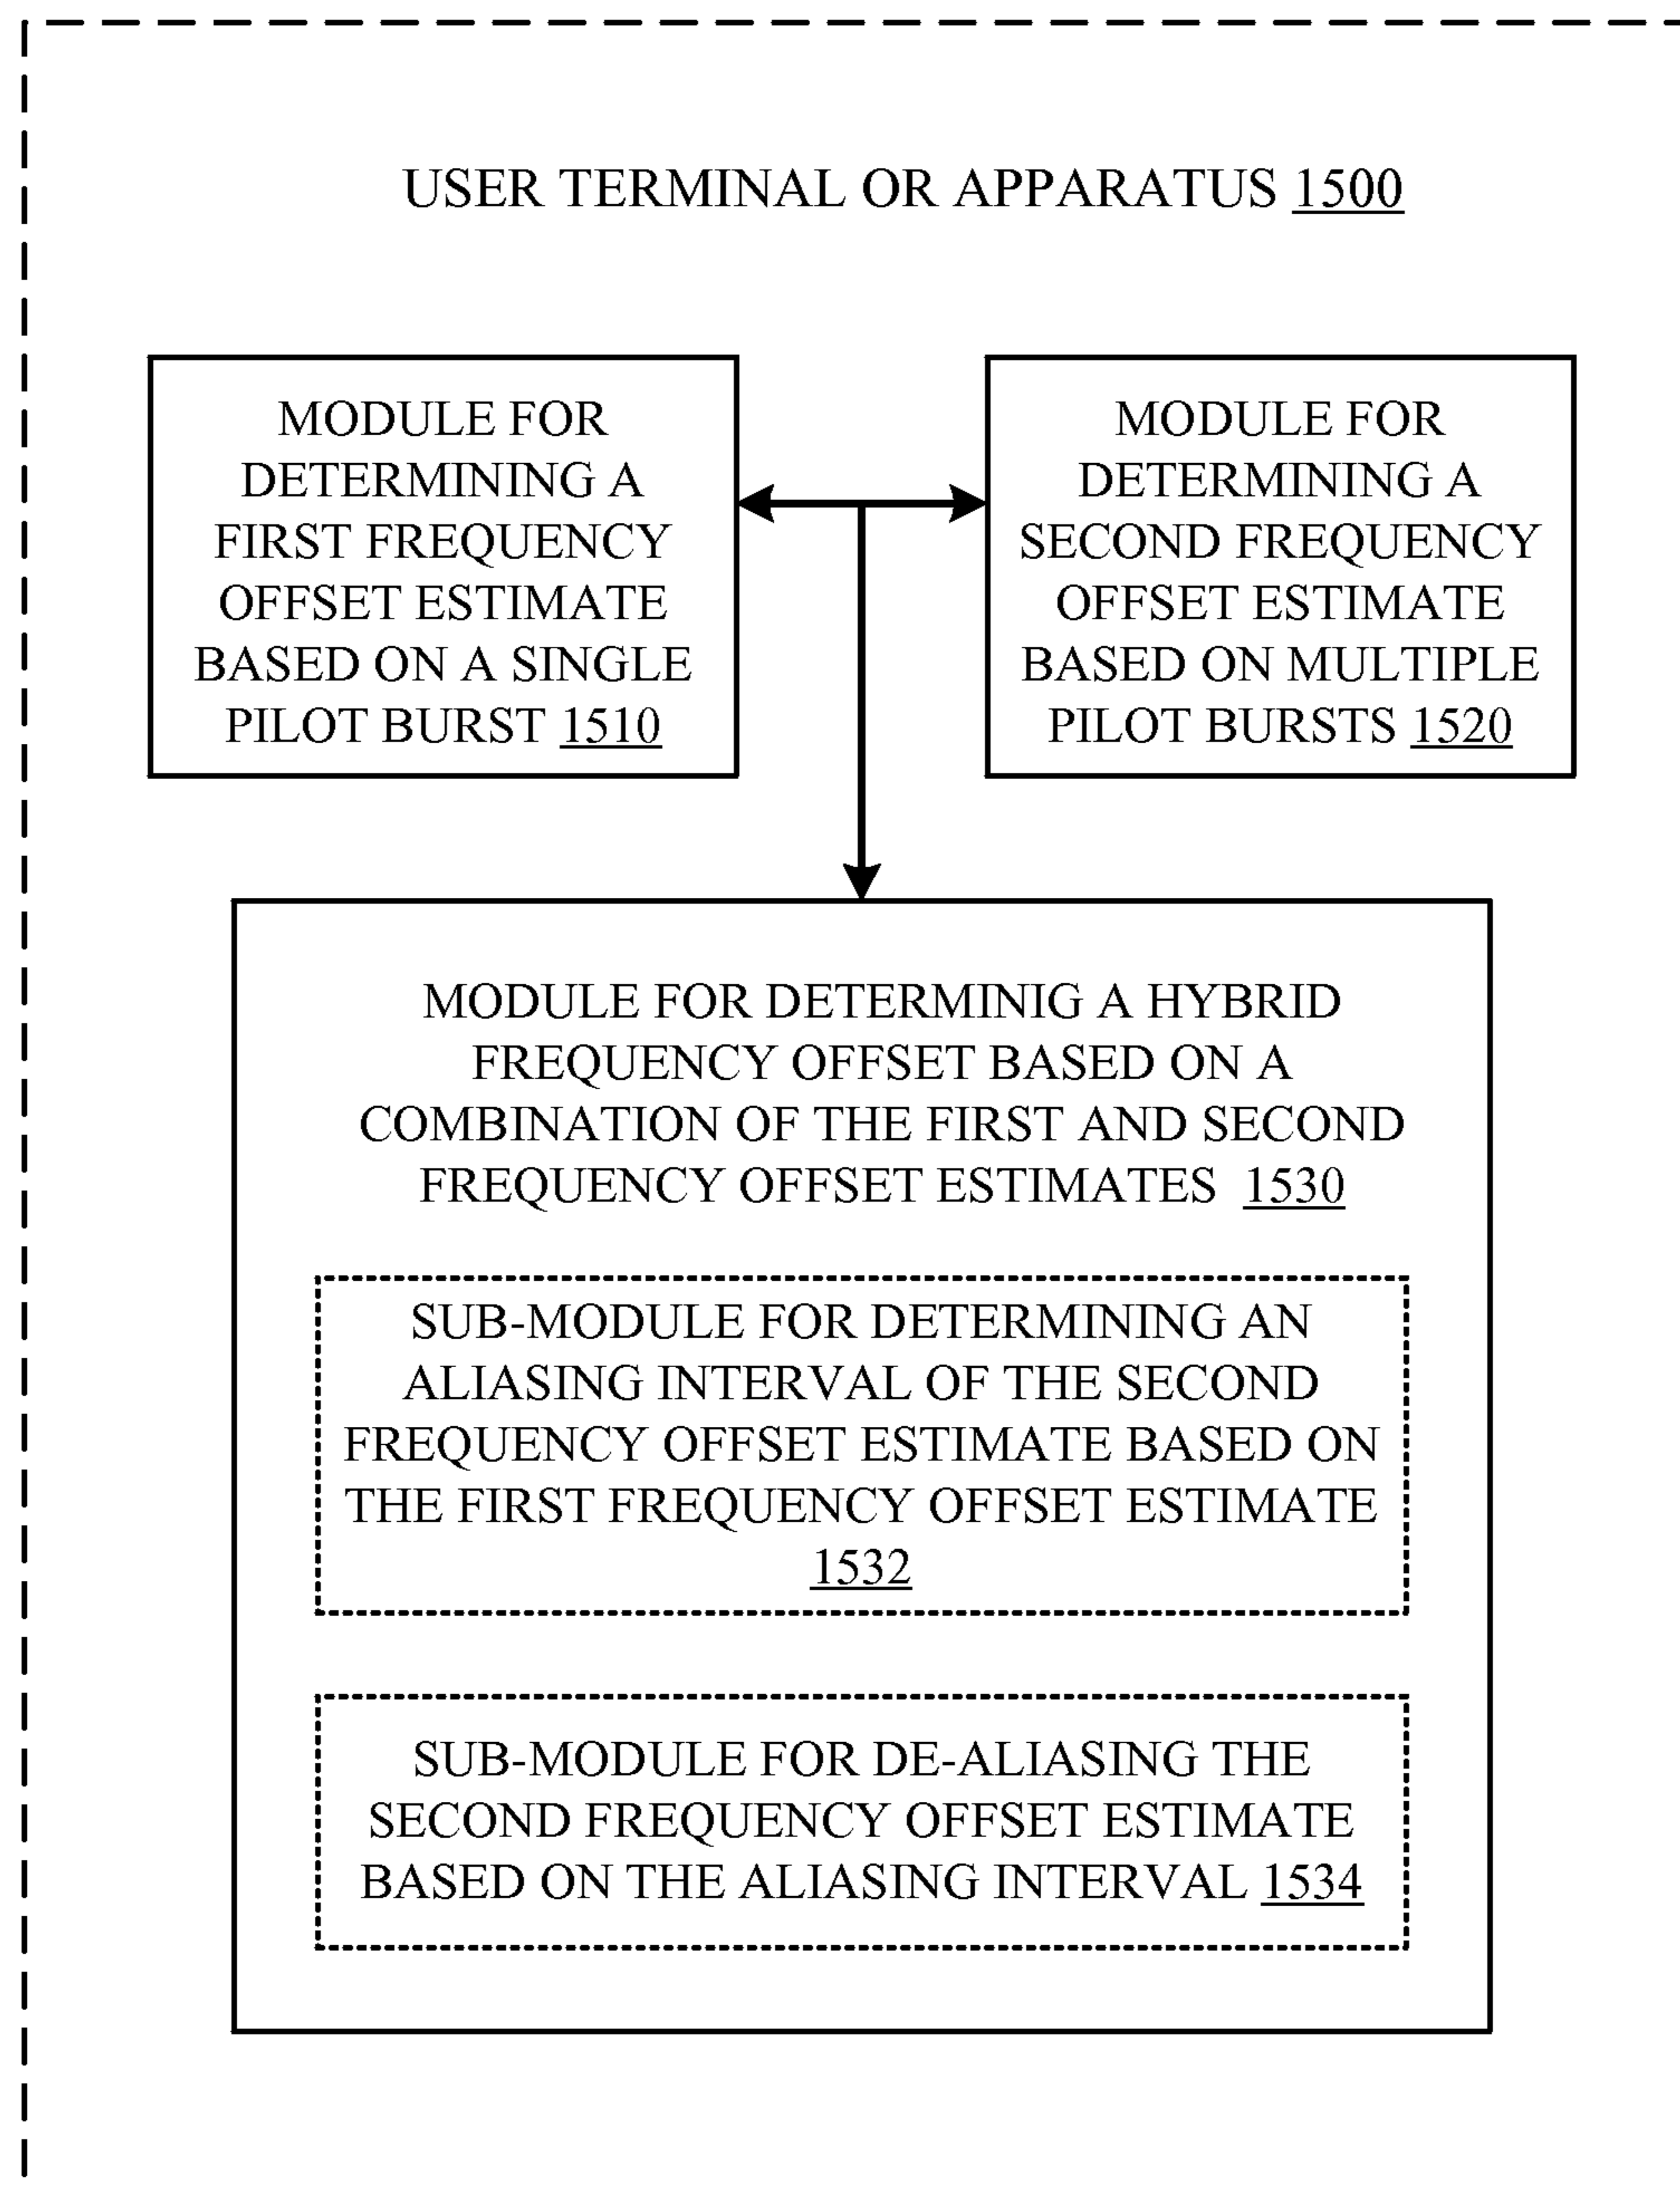 USER TERMINAL OR APPARATUS 1500
MODULE FOR
DETERMINING A
FIRST FREQUENCY
OFFSET ESTIMATE
BASED ON A SINGLE
PILOT BURST 1510
MODULE FOR
DETERMINING A
SECOND FREQUENCY
OFFSET ESTIMATE
BASED ON MULTIPLE
PILOT BURSTS 1520
MODULE FOR DETERMINIG A HYBRID
FREQUENCY OFFSET BASED ON A
COMBINATION OF THE FIRST AND SECOND
FREQUENCY OFFSET ESTIMATES 1530
SUB-MODULE FOR DETERMINING AN
ALIASING INTERVAL OF THE SECOND
FREQUENCY OFFSET ESTIMATE BASED ON
THE FIRST FREQUENCY OFFSET ESTIMATE
1532
SUB-MODULE FOR DE-ALIASING THE
SECOND FREQUENCY OFFSET ESTIMATE
BASED ON THE ALIASING INTERVAL 1534